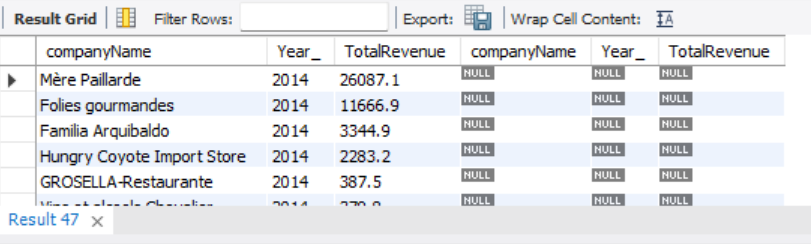 Result Grid Filter Rows: Export: Wrap Cell Content: IA
companyName Year_ TotalRevenue companyName Year_ TotalRevenue
Mère Paillarde 2014 26087.1 NULL NULL NULL
Folies gourmandes 2014 11666.9 NULL NULL NULL
Familia Arquibaldo 2014 3344.9 NULL NULL NULL
Hungry Coyote Import Store 2014 2283.2 NULL NULL NULL
GROSELLA-Restaurante 2014 387.5 NULL NULL NULL
2014 NULL NULL NULL
Result 47 ×